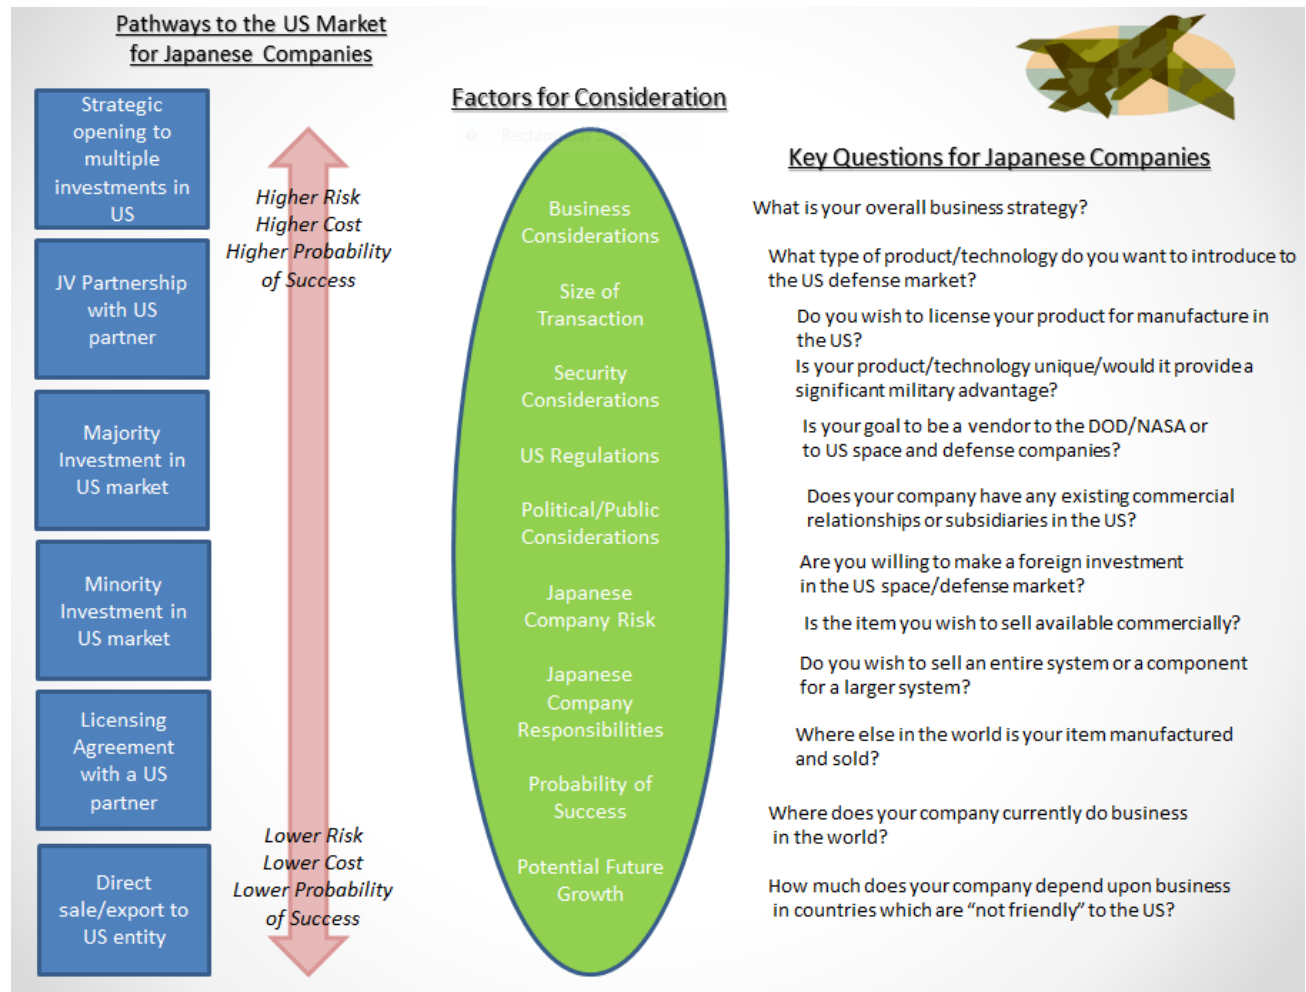 Pathways to the US Market
for Japanese Companies
Strategic
opening to
multiple
investments in
US
JV Partnership
with US
partner
Majority
Investment in
US market
Minority
Investment in
US market
Licensing
Agreement
with a US
partner
Direct
sale/export to
US entity
Higher Risk
Higher Cost
Higher Probability
of Success
Lower Risk
Lower Cost
Lower Probability
of Success
Factors for Consideration
Business
Considerations
Size of
Transaction
Security
Considerations
US Regulations
Political/Public
Considerations
Japanese
Company Risk
Japanese
Company
Responsibilities
Probability of
Success
Potential Future
Growth
Key Questions for Japanese Companies
What is your overall business strategy?
What type of product/technology do you want to introduce to
the US defense market?
Do you wish to license your product for manufacture in
the US?
Is your product/technology unique/would it provide a
significant military advantage?
Is your goal to be a vendor to the DOD/NASA or
to US space and defense companies?
Does your company have any existing commercial
relationships or subsidiaries in the US?
Are you willing to make a foreign investment
in the US space/defense market?
Is the item you wish to sell available commercially?
Do you wish to sell an entire system or a component
for a larger system?
Where else in the world is your item manufactured
and sold?
Where does your company currently do business
in the world?
How much does your company depend upon business
in countries which are “not friendly” to the US?